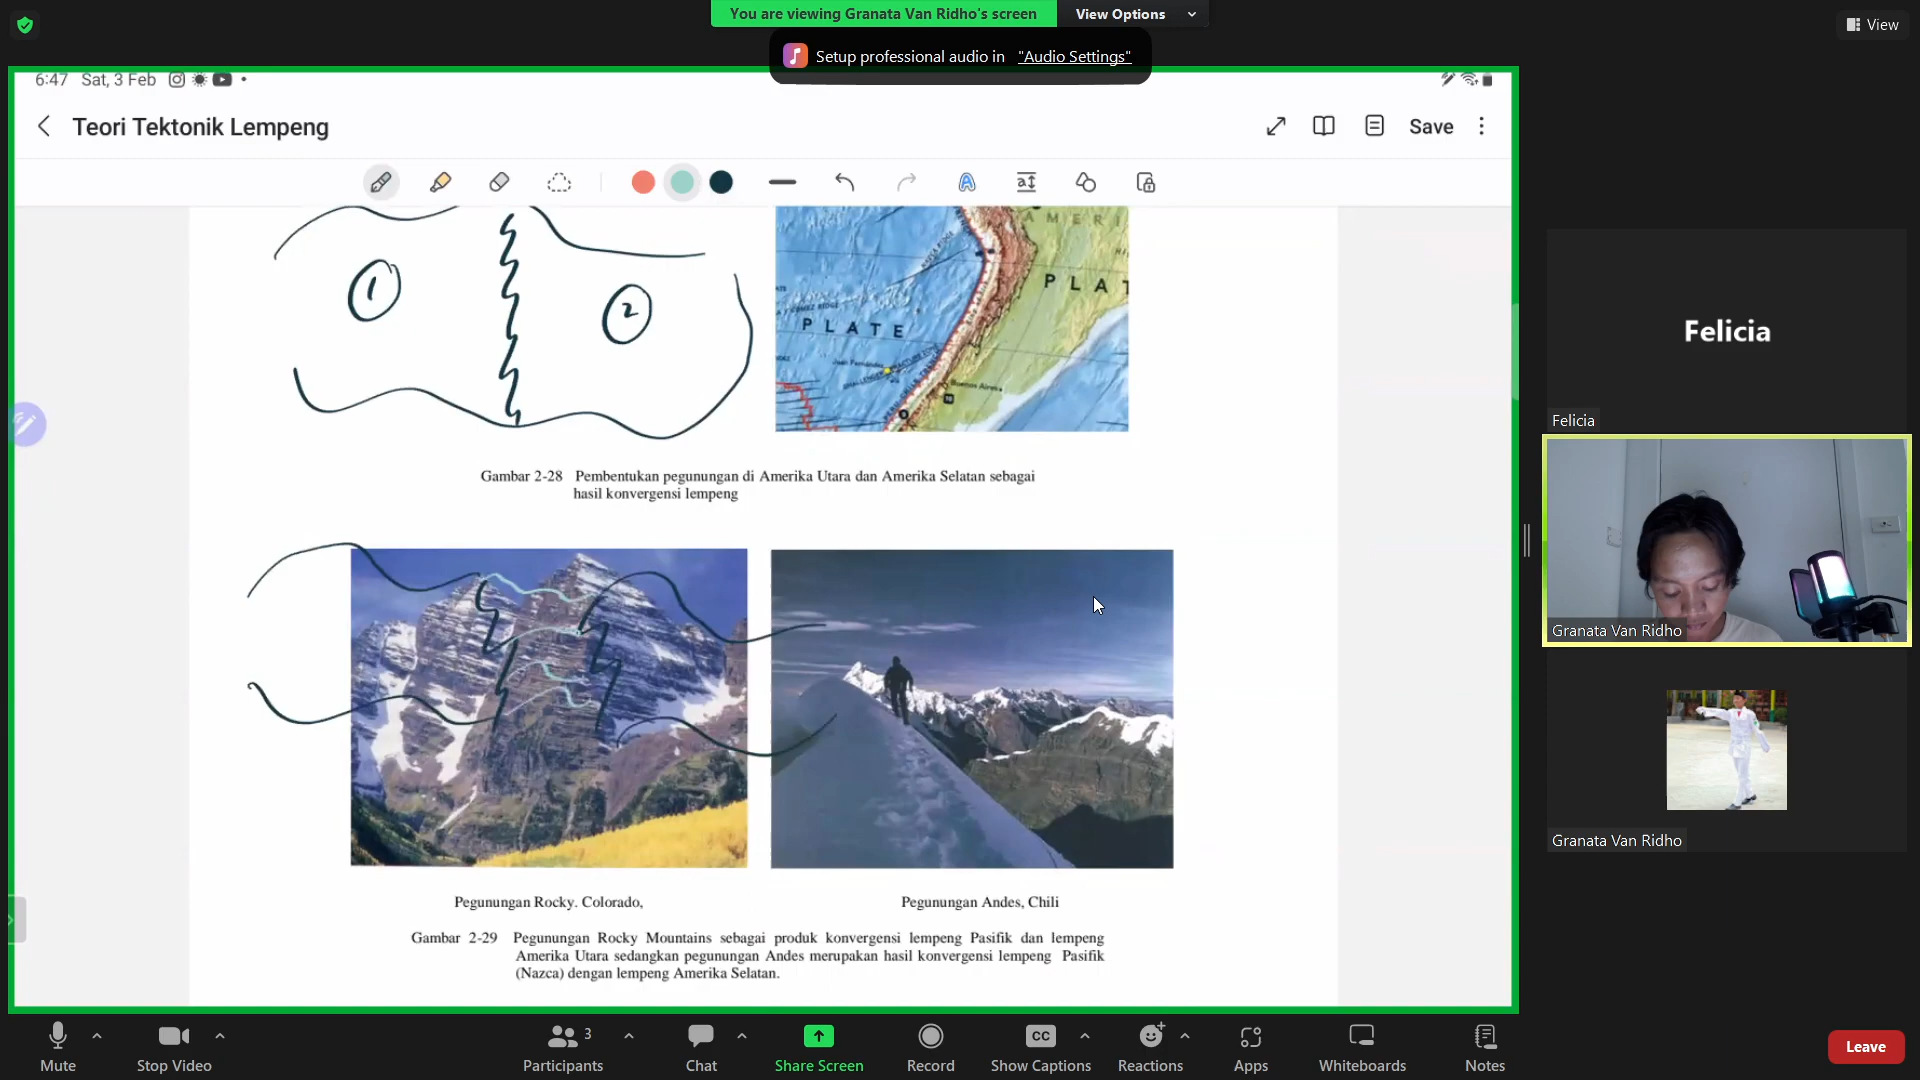 You are viewing Granata Van Ridho's screen
View Options
View
Setup professional audio in "Audio Settings"
6:47 Sat, 3 Feb
Teori Tektonik Lempeng
Save
1
2
AMERI
PLAT
PLATE
Buenos Aires
Gambar 2-28 Pembentukan pegunungan di Amerika Utara dan Amerika Selatan sebagai
hasil konvergensi lempeng
Pegunungan Rocky. Colorado,
Pegunungan Andes, Chili
Gambar 2-29 Pegunungan Rocky Mountains sebagai produk konvergensi lempeng Pasifik dan lempeng
Amerika Utara sedangkan pegunungan Andes merupakan hasil konvergensi lempeng Pasifik
(Nazca) dengan lempeng Amerika Selatan.
Felicia
Felicia
Granata Van Ridho
Granata Van Ridho
Mute
Stop Video
3
Participants
Chat
Share Screen
Record
CC
Show Captions
Reactions
Apps
Whiteboards
Notes
Leave